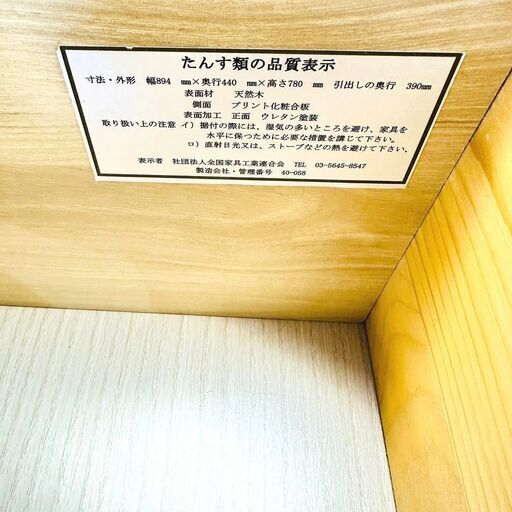 たんす類の品質表示
寸法・外形 幅894 ㎜×奥行440 ㎜×高さ780 ㎜ 引出しの奥行 390㎜
表面材 天然木
側面 プリント化粧合板
表面加工 正面 ウレタン塗装
取り扱い上の注意 イ）据付の際には、湿気の多いところを避け、家具を
水平に保つために必要な措置を講じて下さい。
ロ）直射日光又は、ストーブなどの熱を避けて下さい。
表示者 社団法人全国家具工業連合会 TEL 03-5645-8547
製造会社・管理番号 40-058